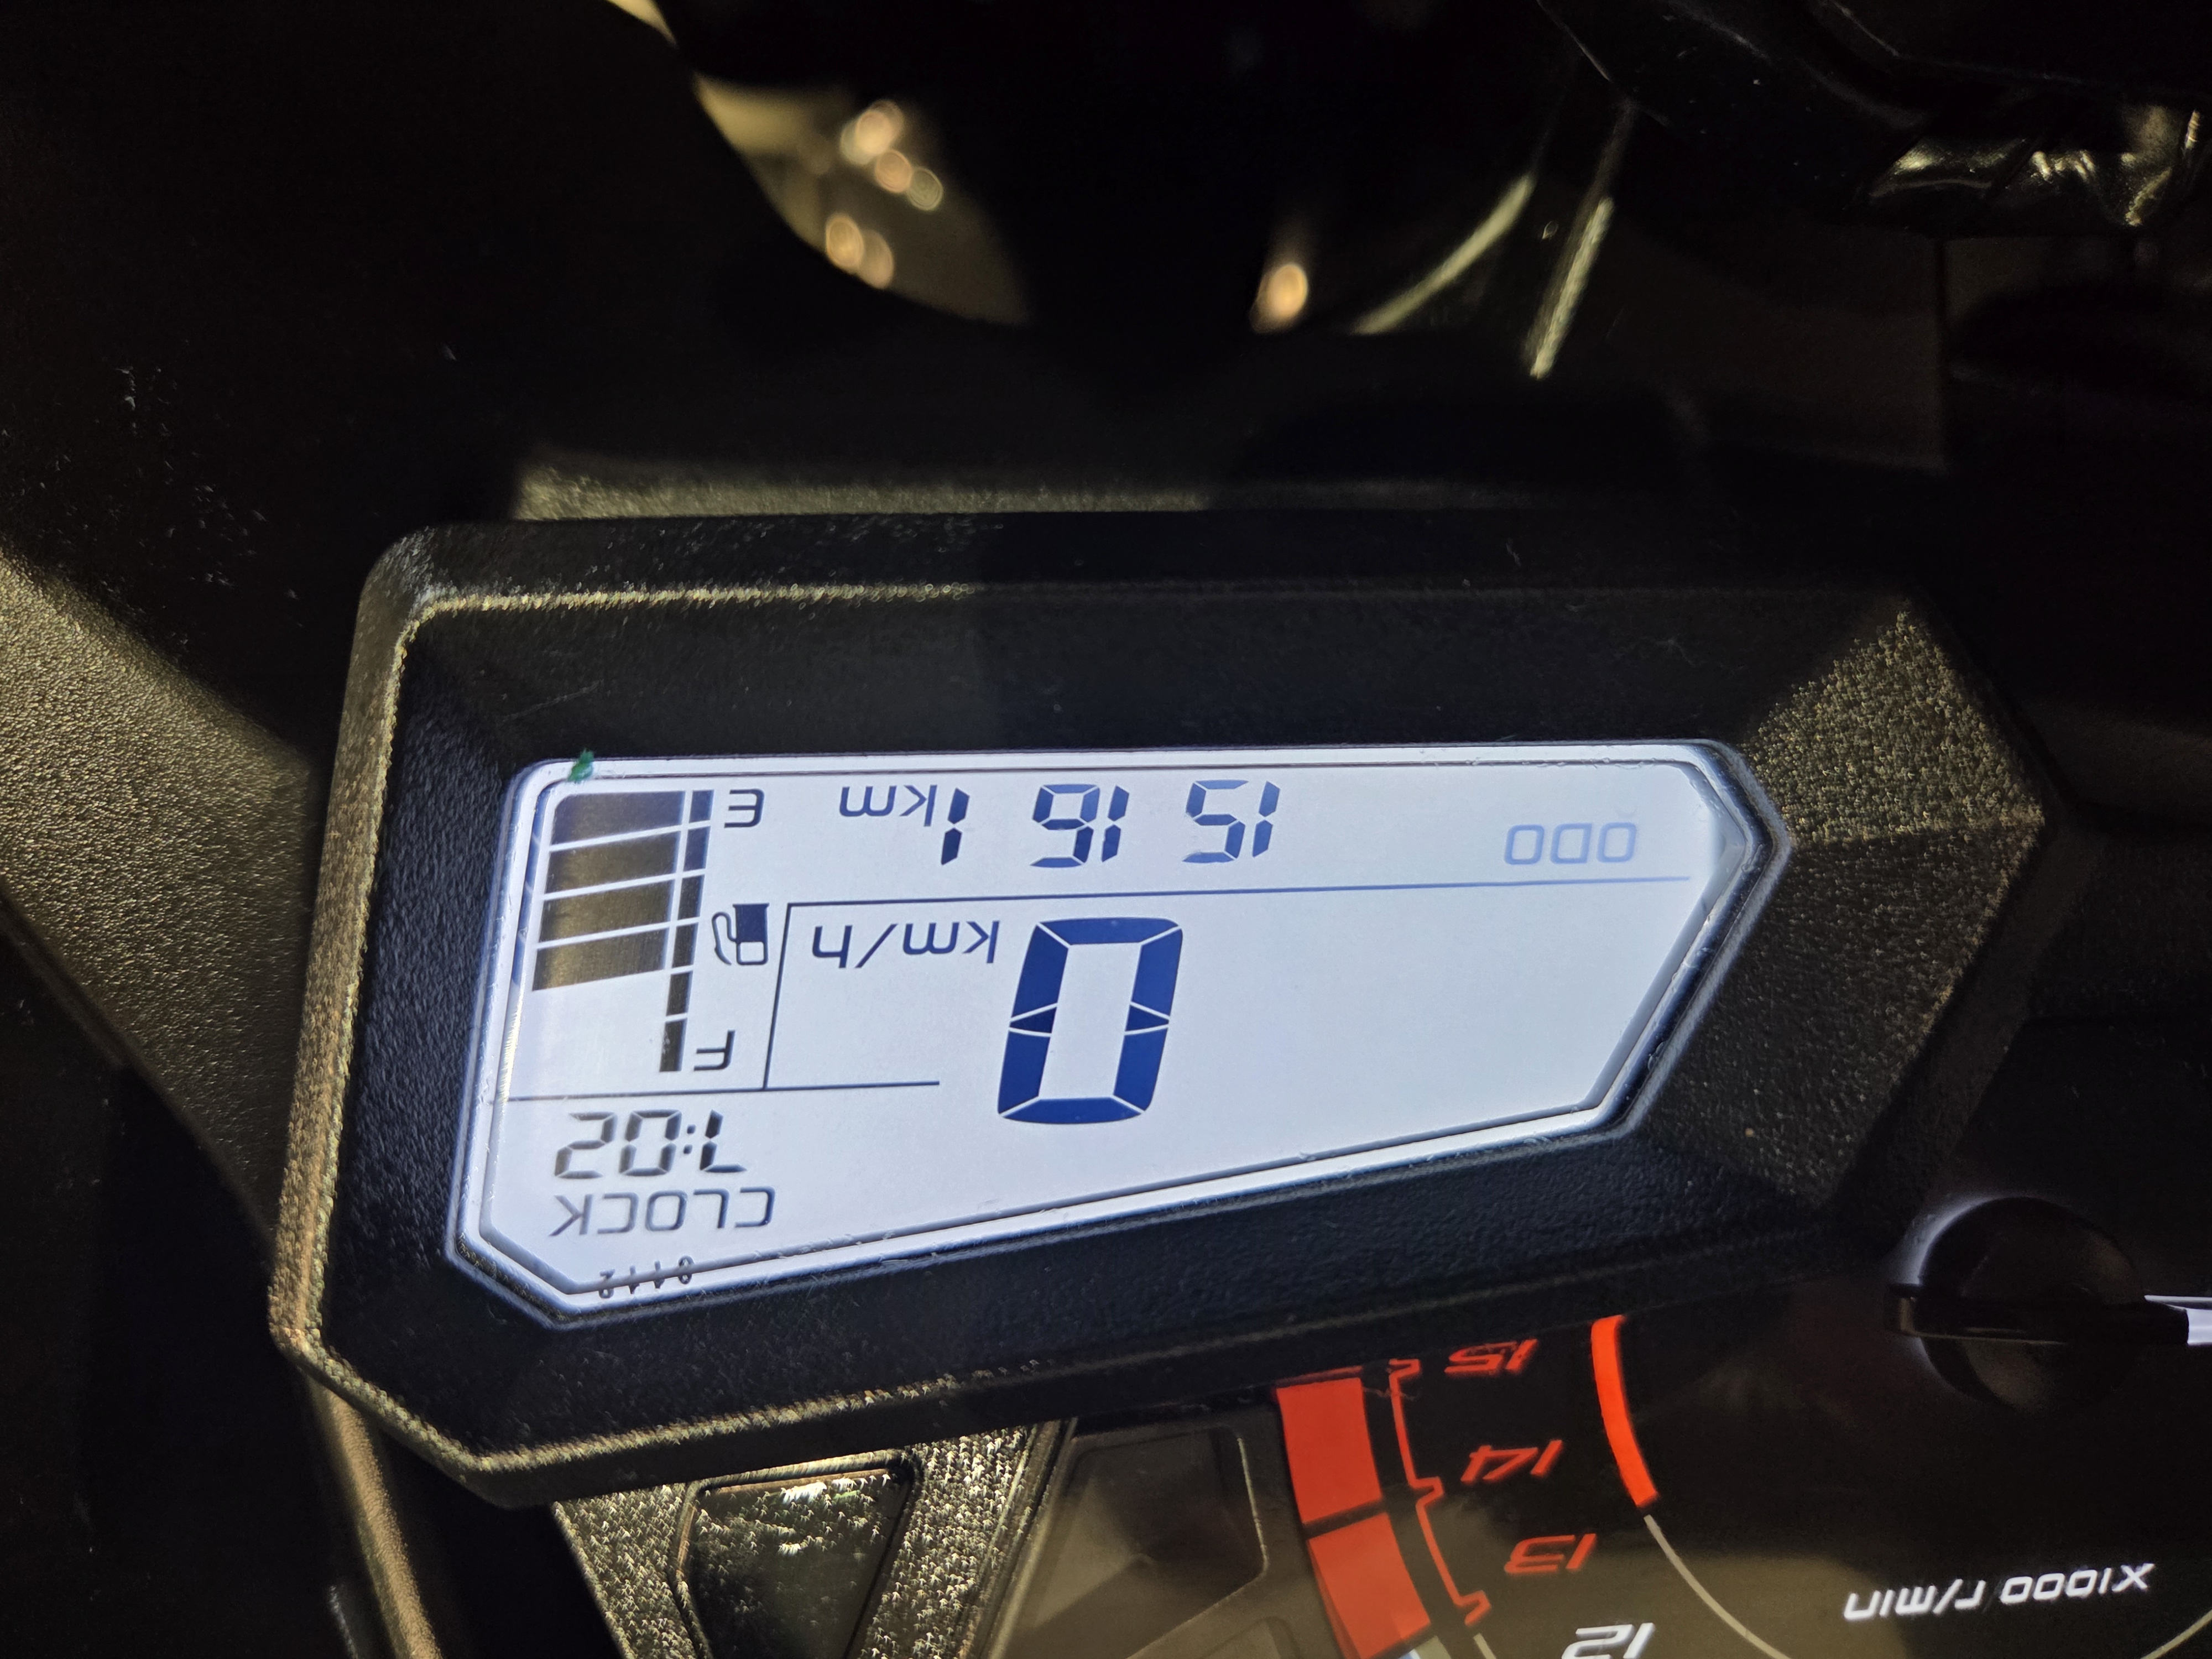 12
X1000 r/min
13
14
15
CLOCK
7:02
F
0 km/h
E
ODO 15161 km